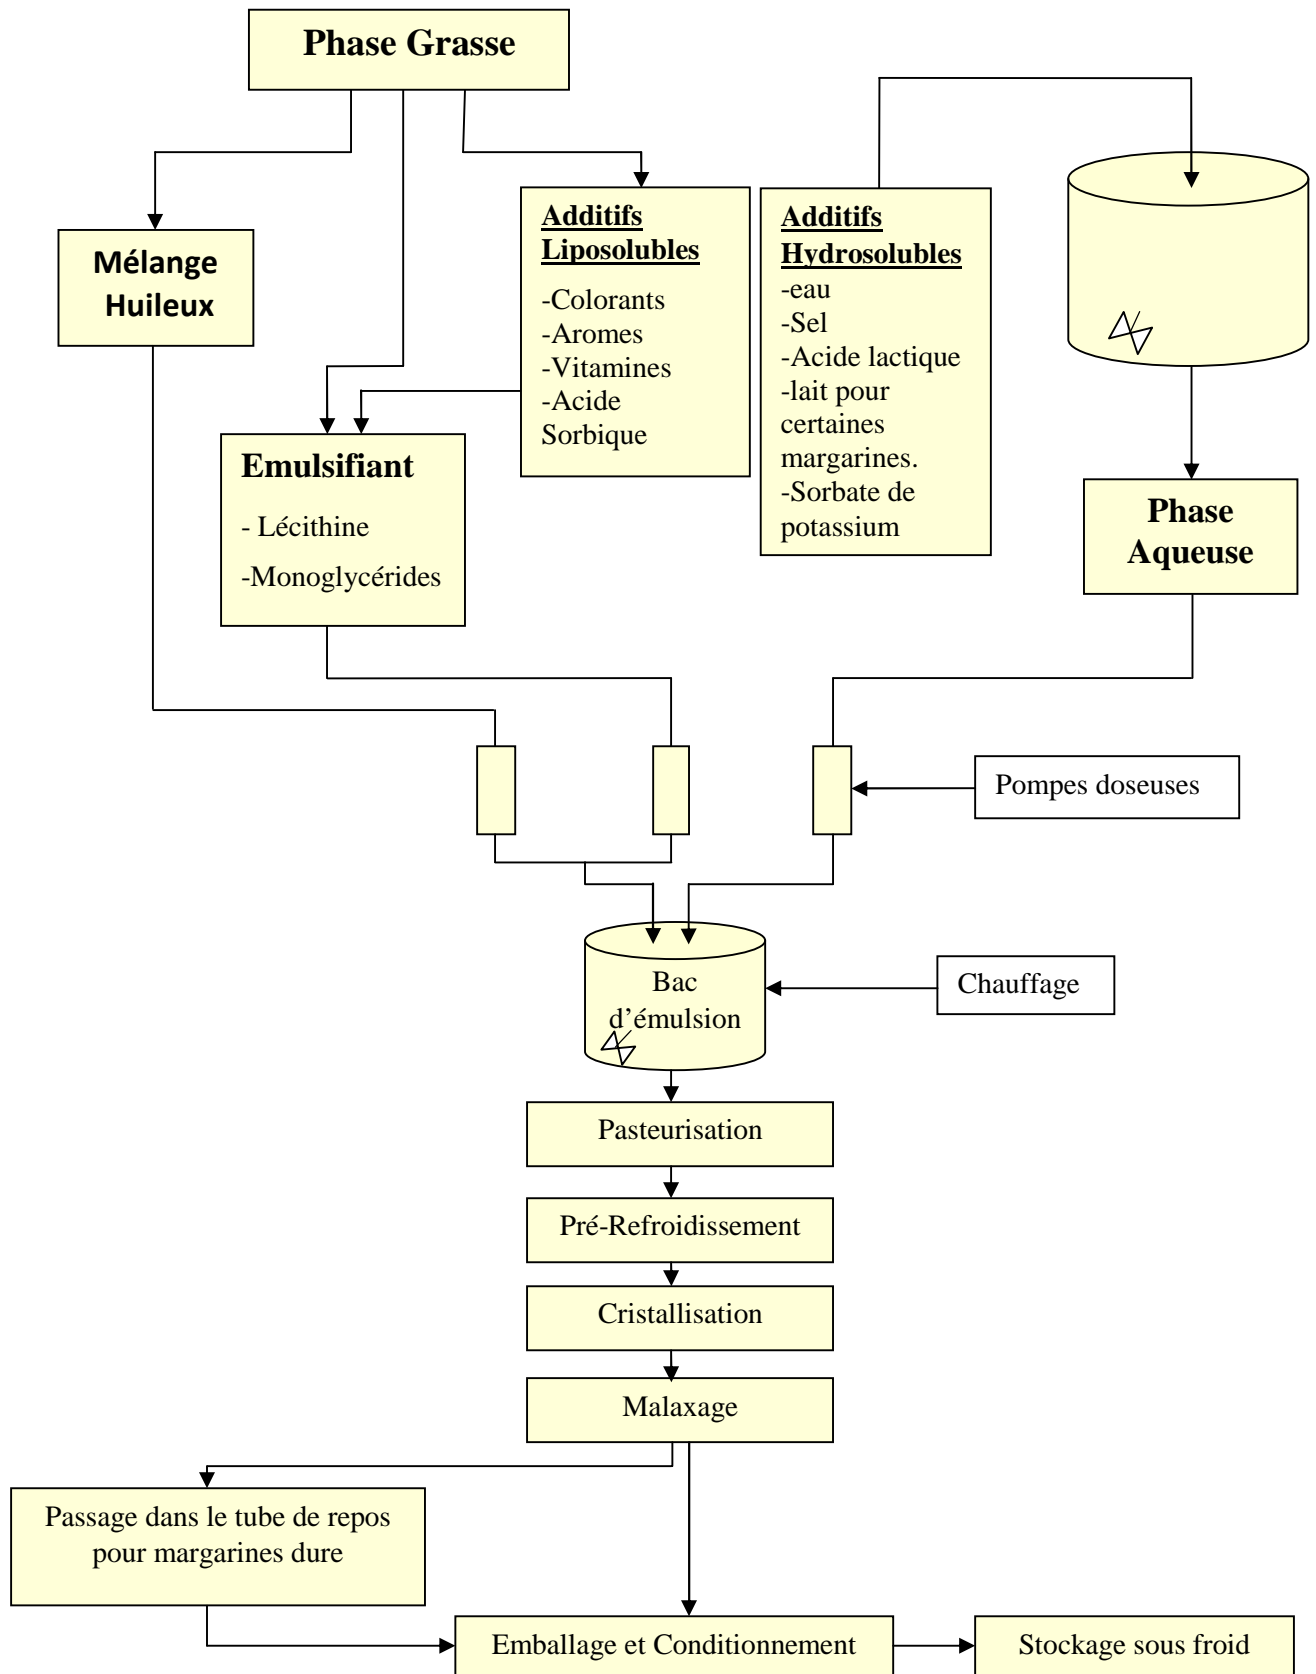 Phase Grasse
Mélange
Huileux
Additifs
Liposolubles
-Colorants
-Aromes
-Vitamines
-Acide
Sorbique
Additifs
Hydrosolubles
-eau
-Sel
-Acide lactique
-lait pour
certaines
margarines.
-Sorbate de
potassium
Emulsifiant
- Lécithine
-Monoglycérides
Phase
Aqueuse
Pompes doseuses
Bac
d’émulsion
Chauffage
Pasteurisation
Pré-Refroidissement
Cristallisation
Malaxage
Passage dans le tube de repos
pour margarines dure
Emballage et Conditionnement
Stockage sous froid